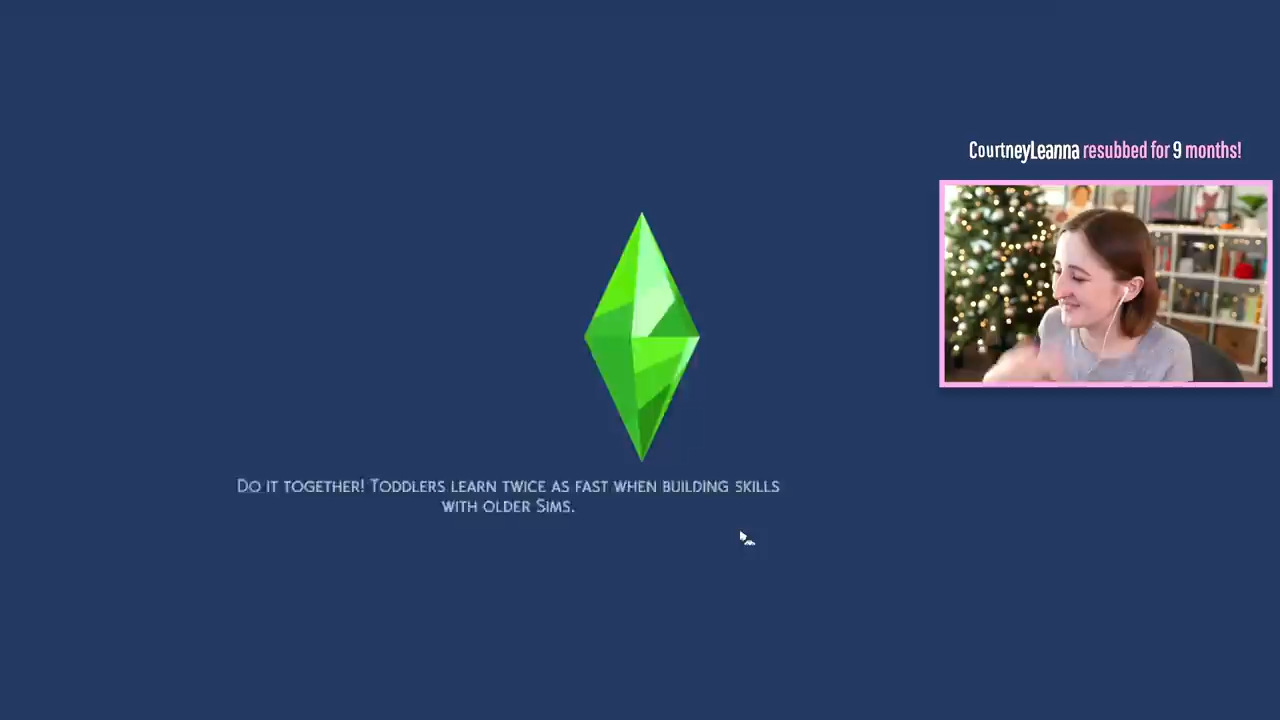 CourtneyLeanna resubbed for 9 months!
Do it together! Toddlers learn twice as fast when building skills
with older Sims.